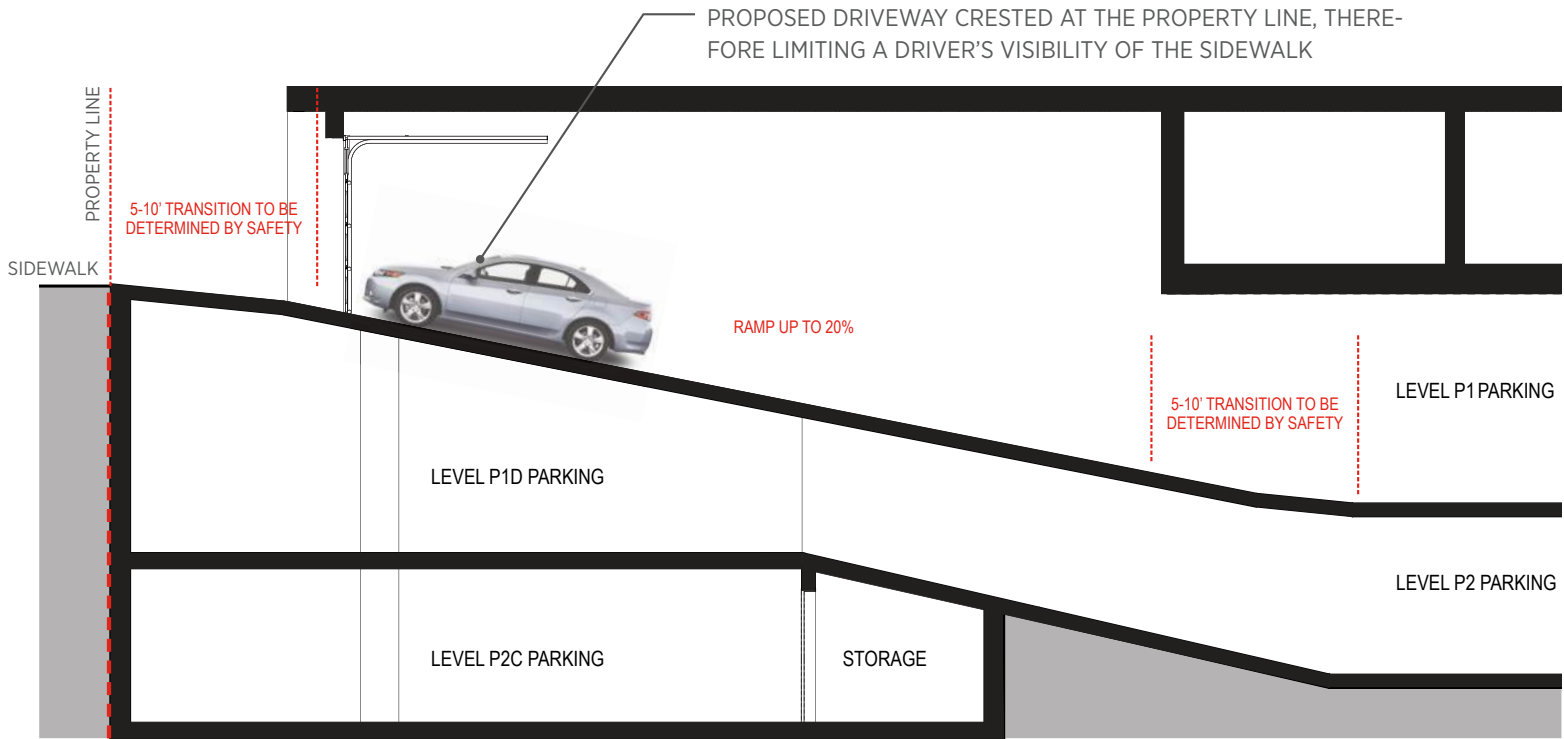 PROPOSED DRIVEWAY CRESTED AT THE PROPERTY LINE, THERE-
FORE LIMITING A DRIVER'S VISIBILITY OF THE SIDEWALK
PROPERTY LINE
5-10' TRANSITION TO BE
DETERMINED BY SAFETY
SIDEWALK
RAMP UP TO 20%
5-10' TRANSITION TO BE
DETERMINED BY SAFETY
LEVEL P1 PARKING
LEVEL P1D PARKING
LEVEL P2 PARKING
LEVEL P2C PARKING
STORAGE